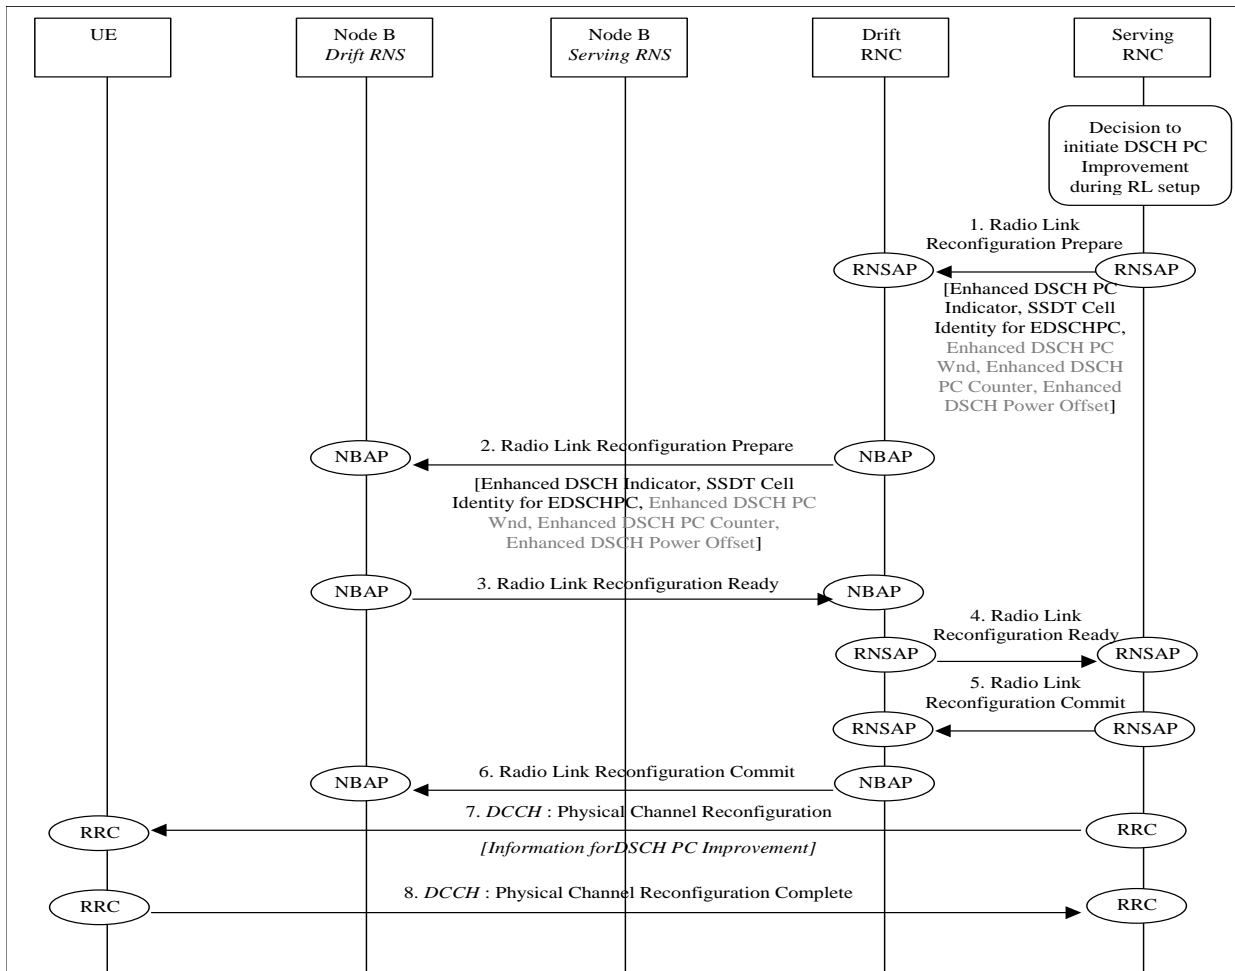 UE
Node B
Drift RNS
Node B
Serving RNS
Drift
RNC
Serving
RNC
Decision to
initiate DSCH PC
Improvement
during RL setup
1. Radio Link
Reconfiguration Prepare
RNSAP
RNSAP
[Enhanced DSCH PC
Indicator, SSDT Cell
Identity for EDSCHPC,
Enhanced DSCH PC
Wnd, Enhanced DSCH
PC Counter, Enhanced
DSCH Power Offset]
2. Radio Link Reconfiguration Prepare
NBAP
NBAP
[Enhanced DSCH Indicator, SSDT Cell
Identity for EDSCHPC, Enhanced DSCH PC
Wnd, Enhanced DSCH PC Counter,
Enhanced DSCH Power Offset]
3. Radio Link Reconfiguration Ready
NBAP
NBAP
4. Radio Link
Reconfiguration Ready
RNSAP
RNSAP
5. Radio Link
Reconfiguration Commit
RNSAP
RNSAP
6. Radio Link Reconfiguration Commit
NBAP
NBAP
7. DCCH : Physical Channel Reconfiguration
RRC
RRC
[Information forDSCH PC Improvement]
8. DCCH : Physical Channel Reconfiguration Complete
RRC
RRC